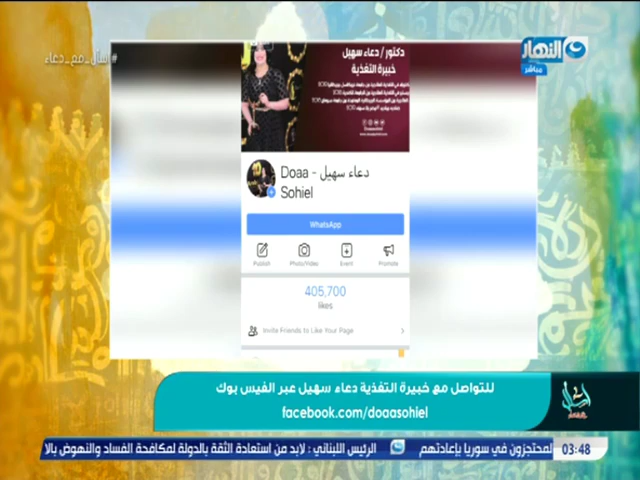 #اسأل_مع_دعاء
النهار
مباشر
دكتور/ دعاء سهيل
خبيرة التغذية
Doaa - دعاء سهيل
Sohiel
WhatsApp
Publish
Photo/Video
Event
Promote
405,700
likes
Invite Friends to Like Your Page
للتواصل مع خبيرة التغذية دعاء سهيل عبر الفيس بوك
facebook.com/doaasohiel
03:48
المحتجزون في سوريا بإعادتهم
الرئيس اللبناني : لابد من استعادة الثقة بالدولة لمكافحة الفساد والنهوض بالا